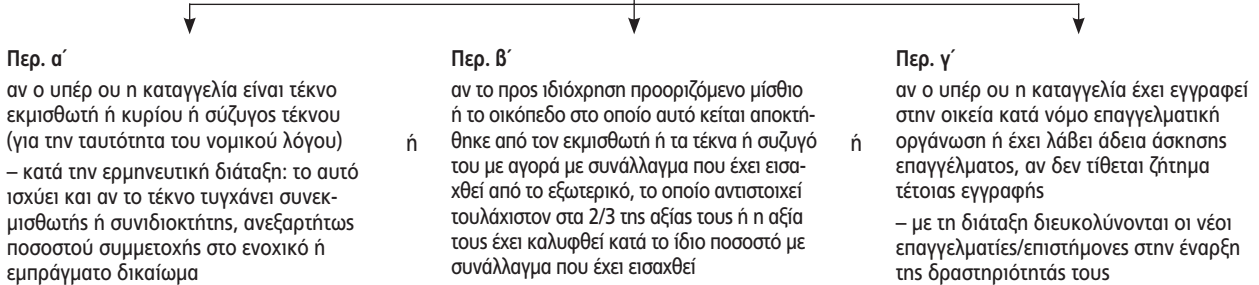 Περ. α΄
αν ο υπέρ ου η καταγγελία είναι τέκνο
εκμισθωτή ή κυρίου ή σύζυγος τέκνου
(για την ταυτότητα του νομικού λόγου)
– κατά την ερμηνευτική διάταξη: το αυτό
ισχύει και αν το τέκνο τυγχάνει συνεκ-
μισθωτής ή συνιδιοκτήτης, ανεξαρτήτως
ποσοστού συμμετοχής στο ενοχικό ή
εμπράγματο δικαίωμα
ή
Περ. β΄
αν το προς ιδιόχρηση προοριζόμενο μίσθιο
ή το οικόπεδο στο οποίο αυτό κείται αποκτή-
θηκε από τον εκμισθωτή ή τα τέκνα ή συζυγό
του με αγορά με συνάλλαγμα που έχει εισα-
χθεί από το εξωτερικό, το οποίο αντιστοιχεί
τουλάχιστον στα 2/3 της αξίας τους ή η αξία
τους έχει καλυφθεί κατά το ίδιο ποσοστό με
συνάλλαγμα που έχει εισαχθεί
ή
Περ. γ΄
αν ο υπέρ ου η καταγγελία έχει εγγραφεί
στην οικεία κατά νόμο επαγγελματική
οργάνωση ή έχει λάβει άδεια άσκησης
επαγγέλματος, αν δεν τίθεται ζήτημα
τέτοιας εγγραφής
– με τη διάταξη διευκολύνονται οι νέοι
επαγγελματίες/επιστήμονες στην έναρξη
της δραστηριότητάς τους